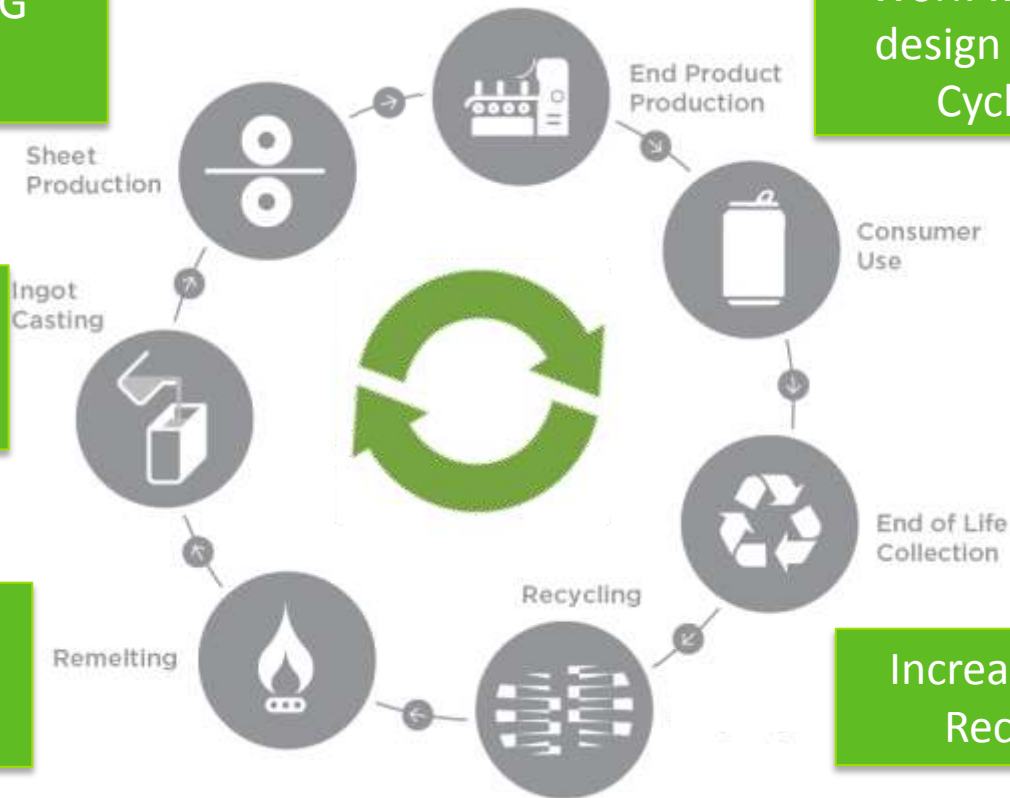 G
design
Cycl
End Product
Production
Sheet
Production
Consumer
Use
Ingot
Casting
End of Life
Collection
Recycling
Remelting
Increa
Rec